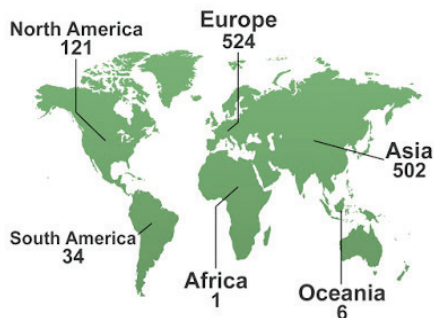 North America
121
Europe
524
Asia
502
South America
34
Africa
1
Oceania
6